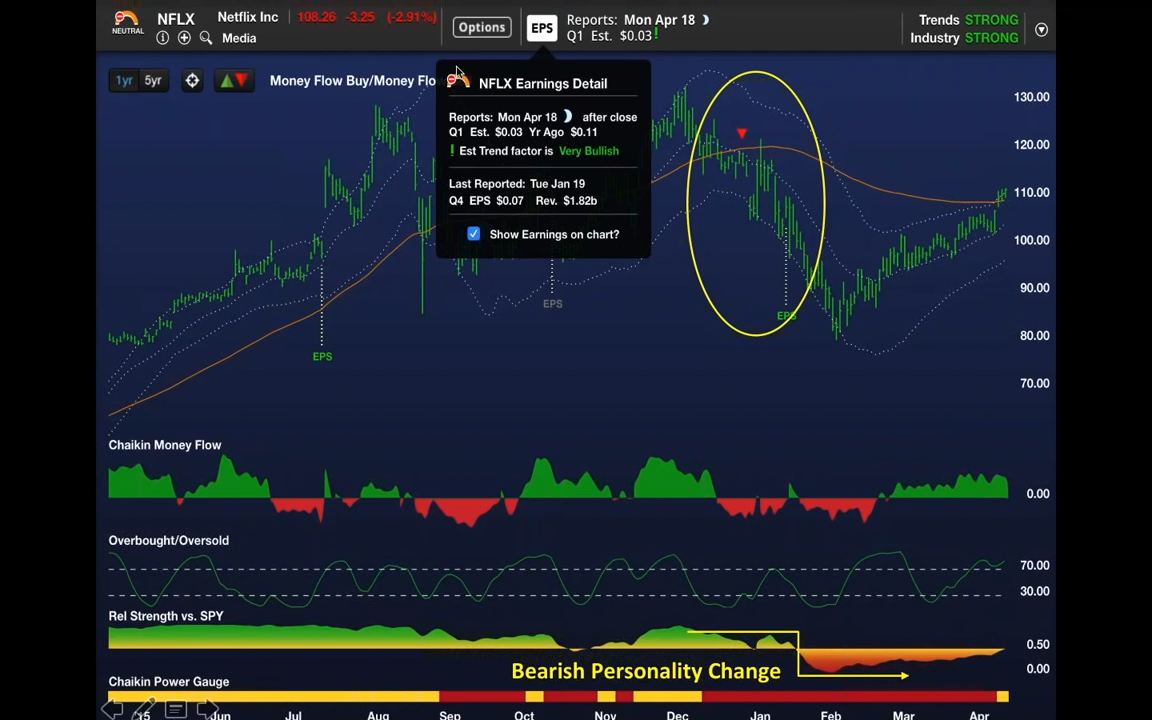 NFLX
Netflix Inc
108.26 -3.25 (-2.91%)
NEUTRAL
Media
Options
EPS
Reports: Mon Apr 18
Q1 Est. $0.03!
Trends STRONG
Industry STRONG
1yr 5yr
Money Flow Buy/Money Flo
NFLX Earnings Detail
Reports: Mon Apr 18 after close
Q1 Est. $0.03 Yr Ago $0.11
! Est Trend factor is Very Bullish
Last Reported: Tue Jan 19
Q4 EPS $0.07 Rev. $1.82b
Show Earnings on chart?
130.00
120.00
110.00
100.00
90.00
80.00
70.00
EPS
EPS
EPS
Chaikin Money Flow
0.00
Overbought/Oversold
70.00
30.00
Rel Strength vs. SPY
0.50
0.00
Bearish Personality Change
Chaikin Power Gauge
15 Jun Jul Aug Sep Oct Nov Dec Jan Feb Mar Apr